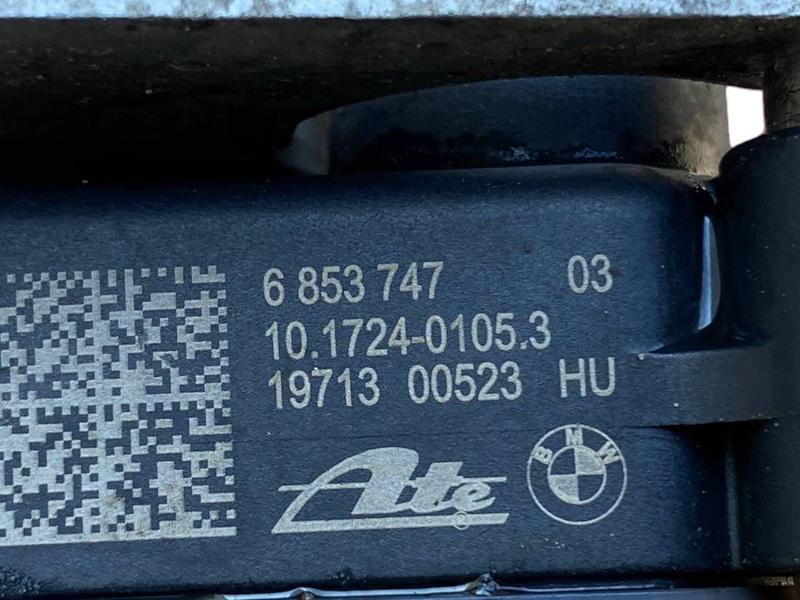 6 853 747 03
10.1724-0105.3
19713 00523 HU
Ate ®
BMW